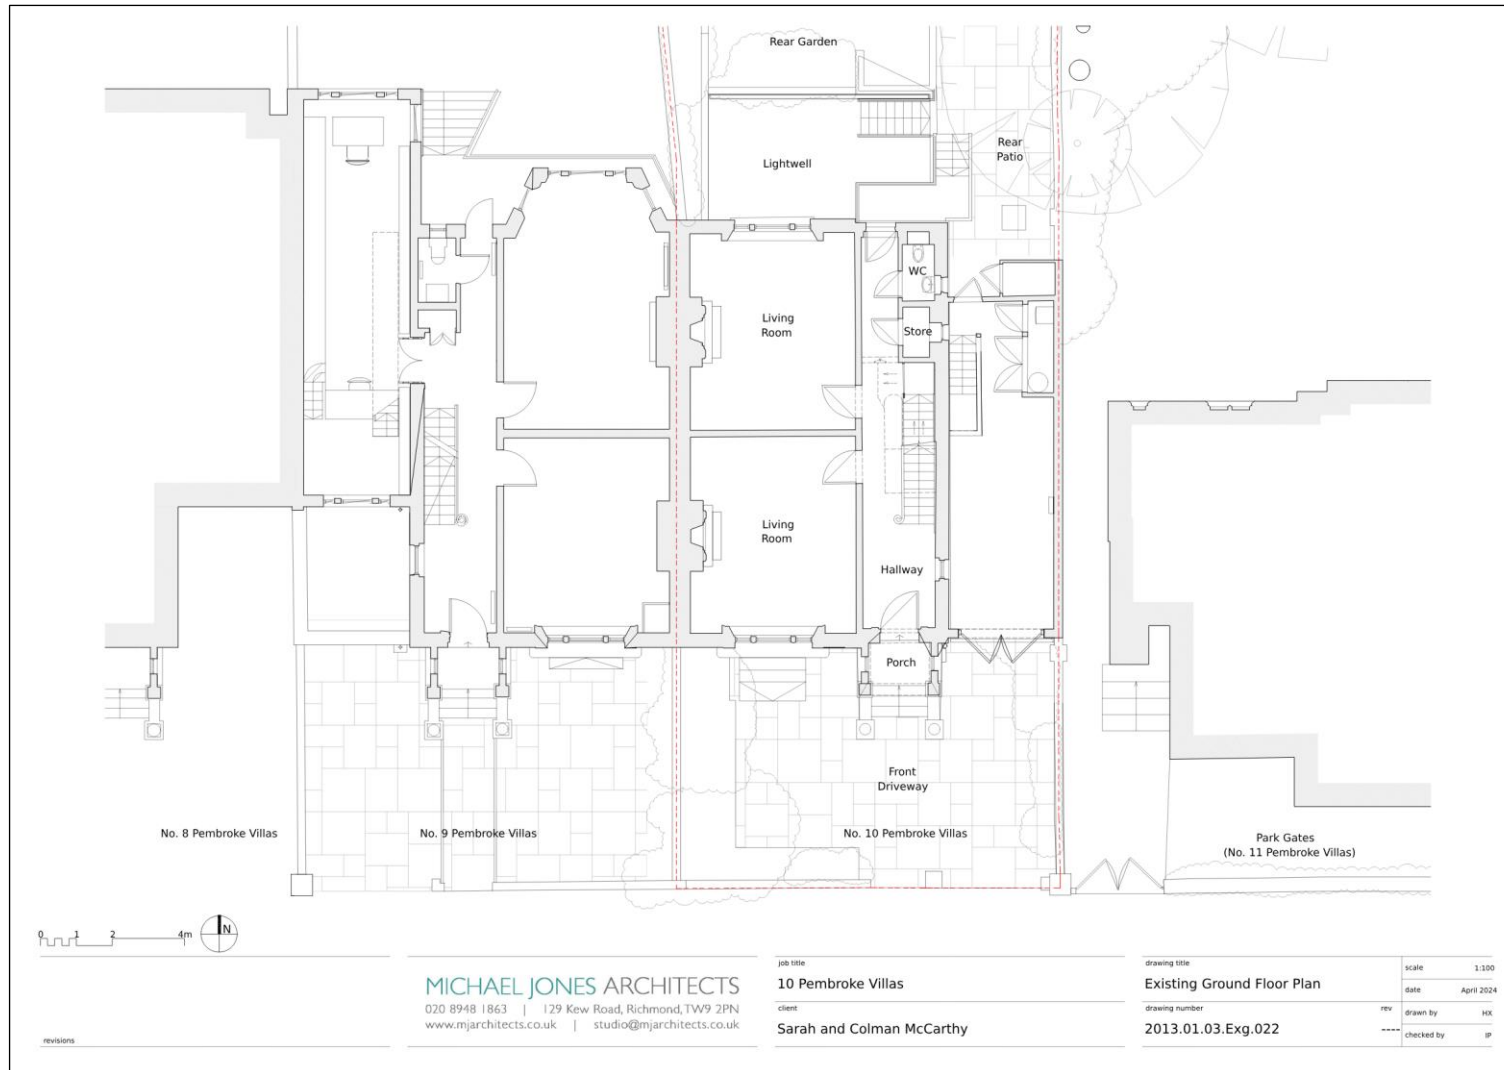 Rear Garden
Lightwell
Rear
Patio
WC
Living
Room
Store
Living
Room
Hallway
Porch
Front
Driveway
No. 8 Pembroke Villas
No. 9 Pembroke Villas
No. 10 Pembroke Villas
Park Gates
(No. 11 Pembroke Villas)
0 1 2 4m
N
revisions
MICHAEL JONES ARCHITECTS
020 8948 1863 | 129 Kew Road, Richmond, TW9 2PN
www.mjarchitects.co.uk | studio@mjarchitects.co.uk
job title
10 Pembroke Villas
client
Sarah and Colman McCarthy
drawing title
Existing Ground Floor Plan
drawing number rev
2013.01.03.Exg.022 ----
scale 1:100
date April 2024
drawn by HX
checked by IP